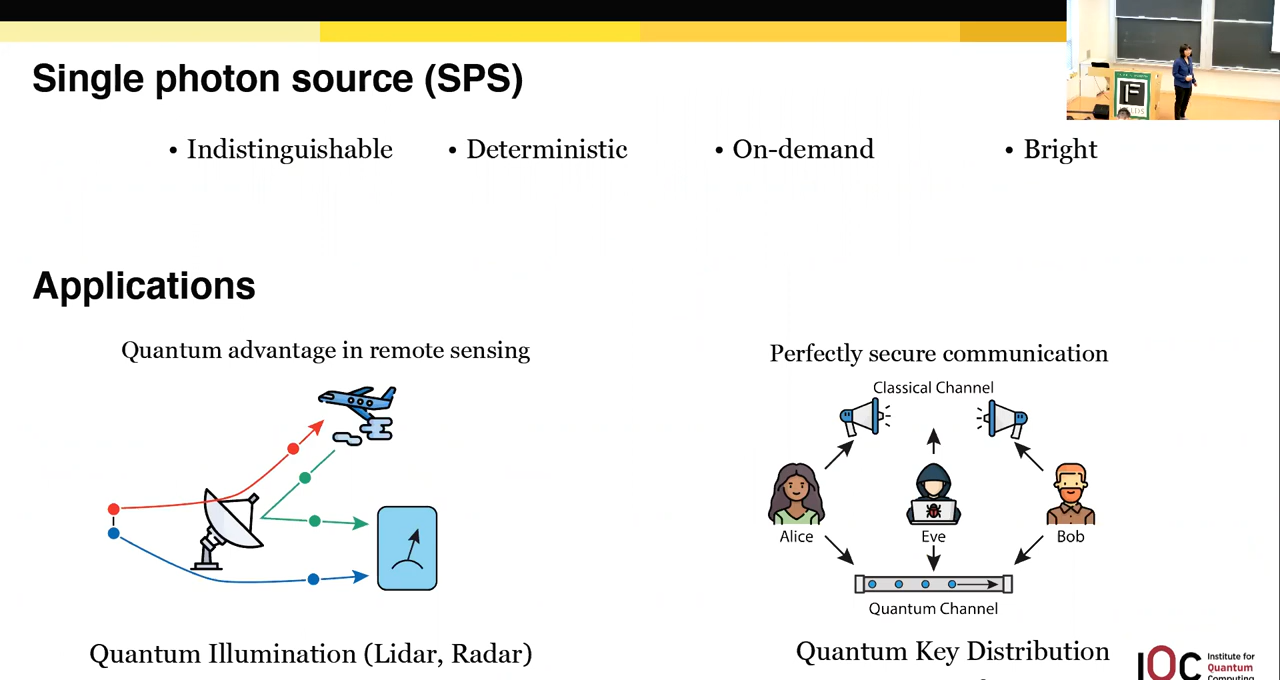 Single photon source (SPS)
• Indistinguishable • Deterministic • On-demand • Bright
Applications
Quantum advantage in remote sensing
Perfectly secure communication
Classical Channel
Alice
Eve
Bob
Quantum Channel
Quantum Illumination (Lidar, Radar)
Quantum Key Distribution
IQC
Institute for
Quantum
Computing
F